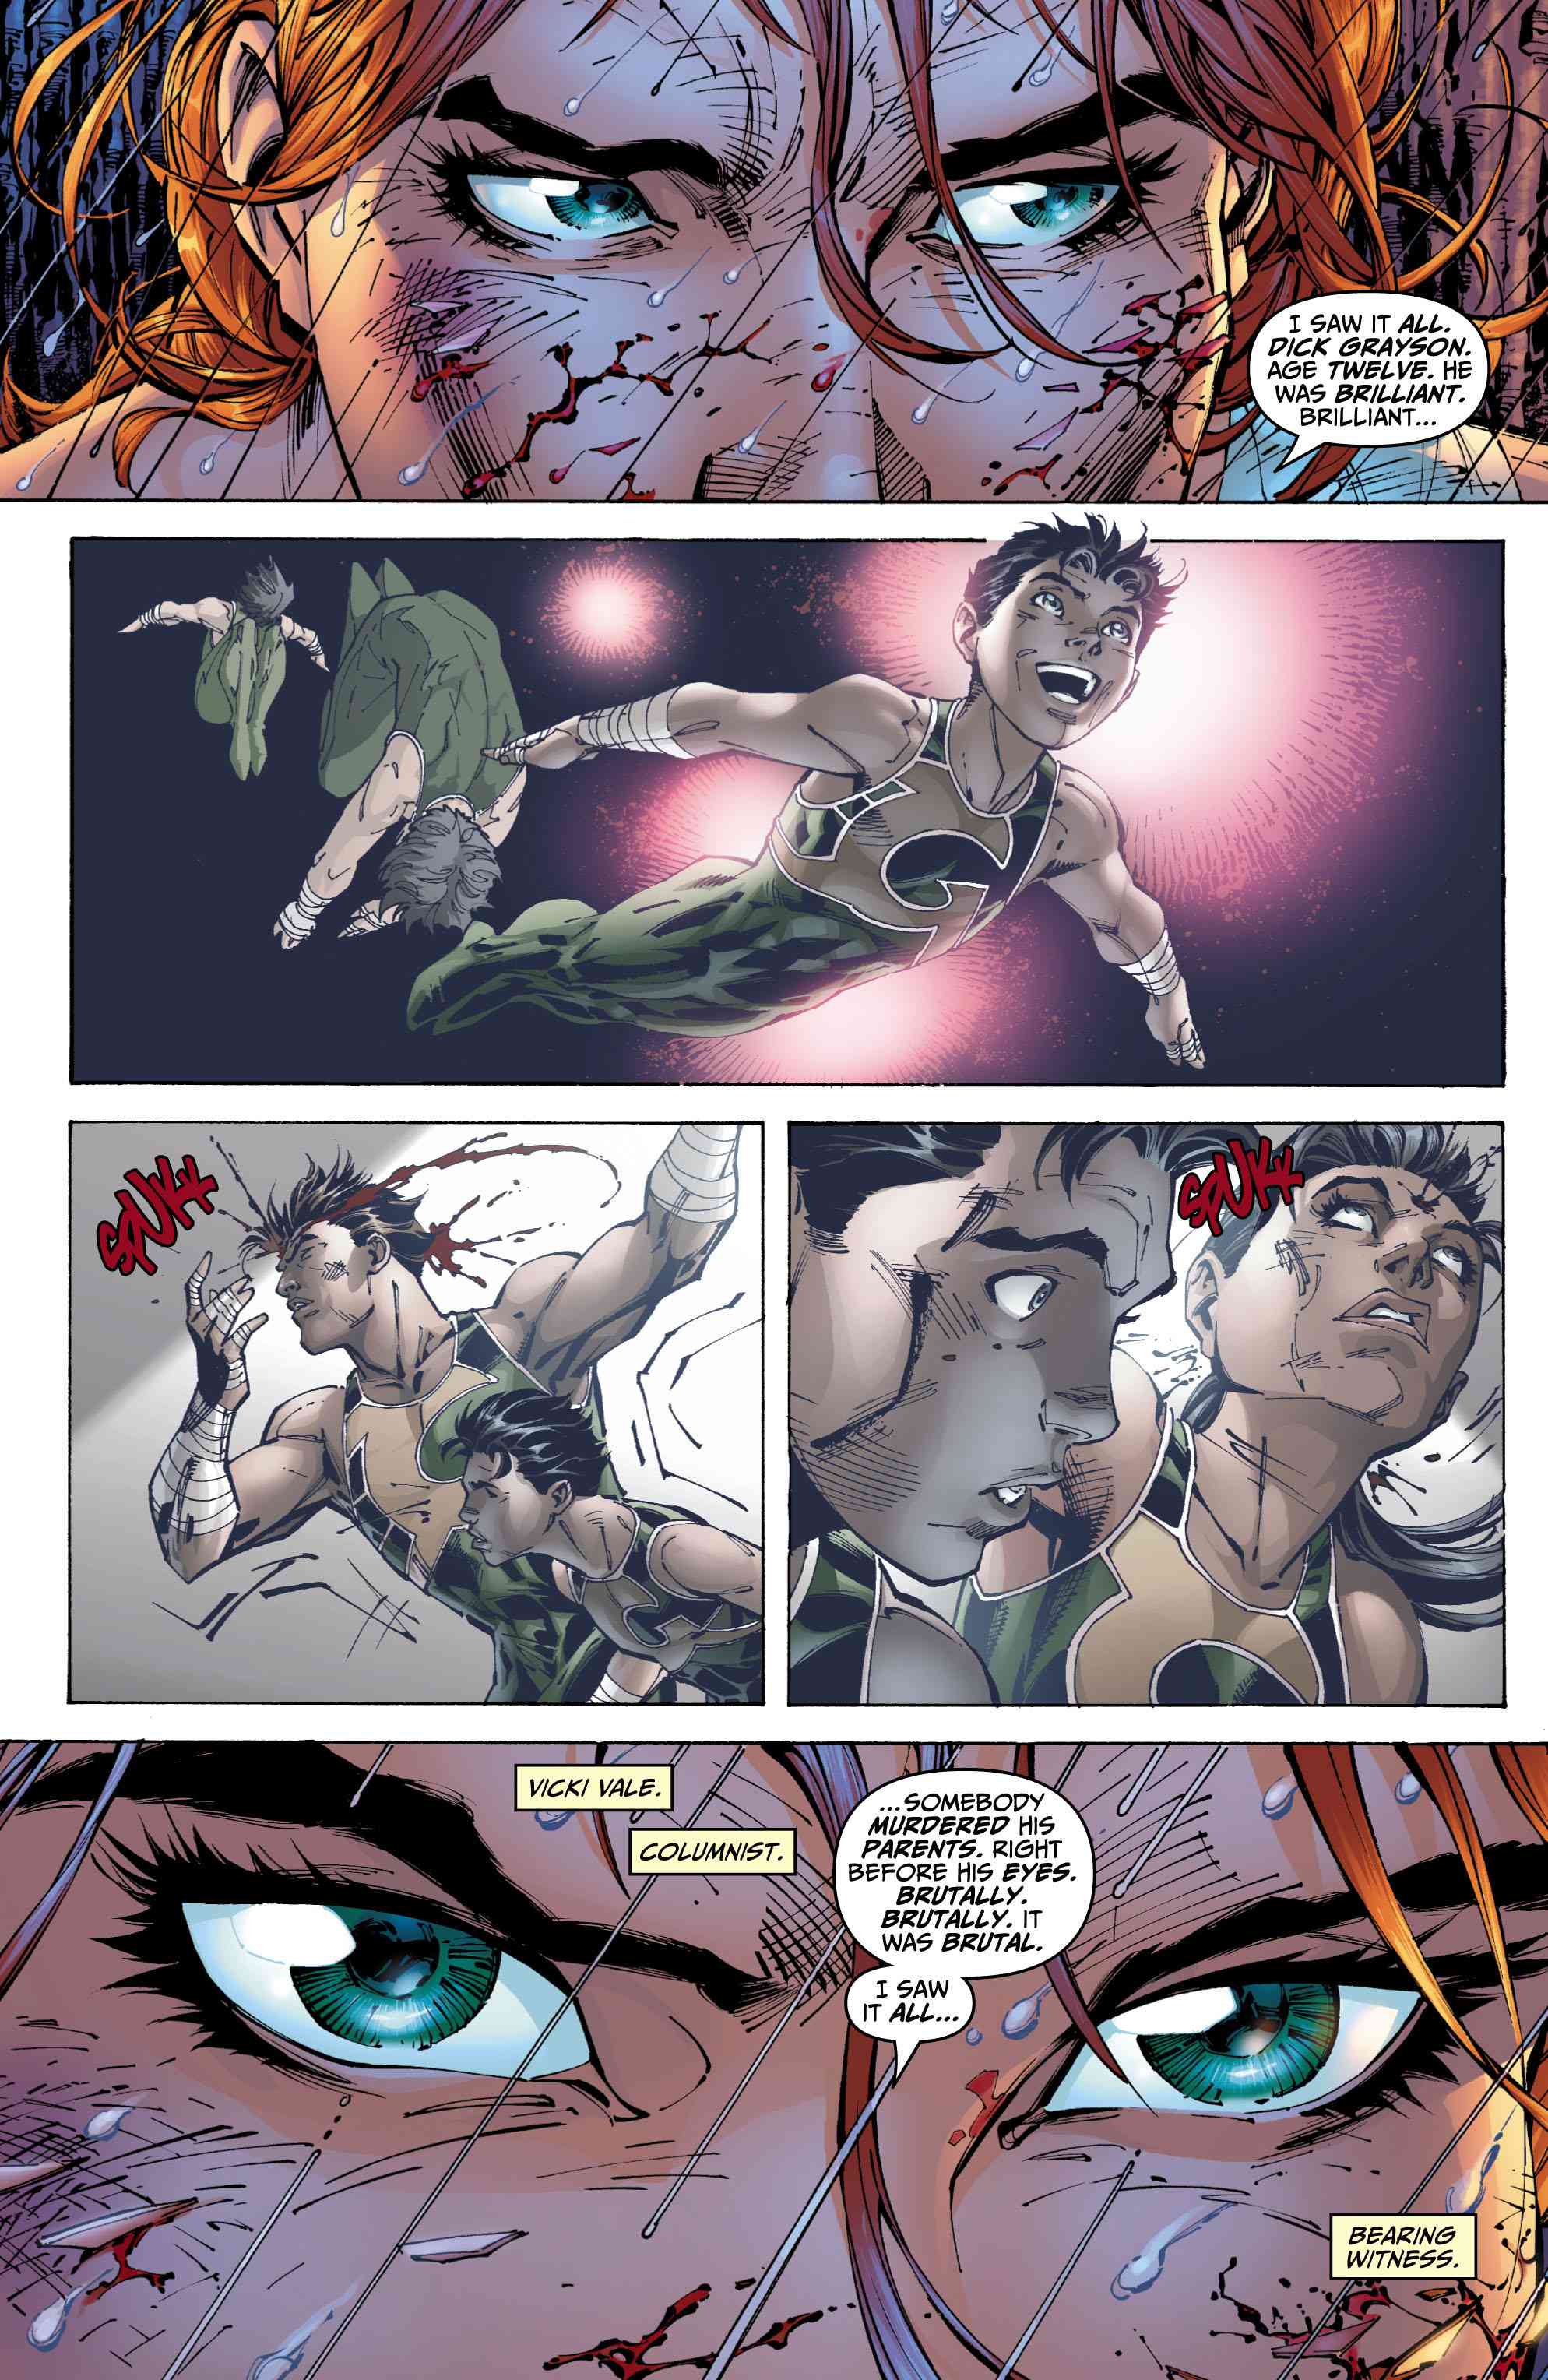 I SAW IT ALL.
DICK GRAYSON.
AGE TWELVE. HE
WAS BRILLIANT.
BRILLIANT...
SPUKK
SPUKK
VICKI VALE.
COLUMNIST.
...SOMEBODY
MURDERED HIS
PARENTS. RIGHT
BEFORE HIS EYES.
BRUTALLY.
BRUTALLY. IT
WAS BRUTAL.
I SAW
IT ALL...
BEARING
WITNESS.